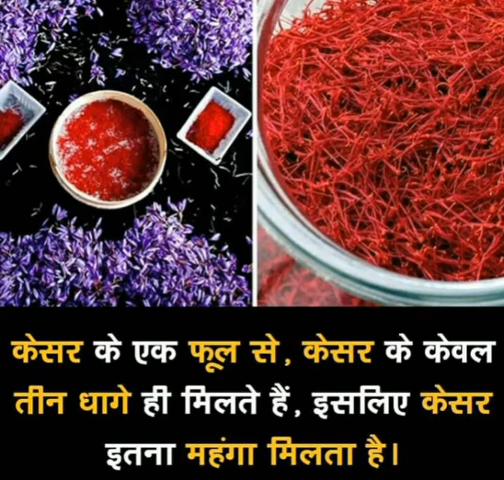 केसर के एक फूल से, केसर के केवल
तीन धागे ही मिलते हैं, इसलिए केसर
इतना महंगा मिलता है।